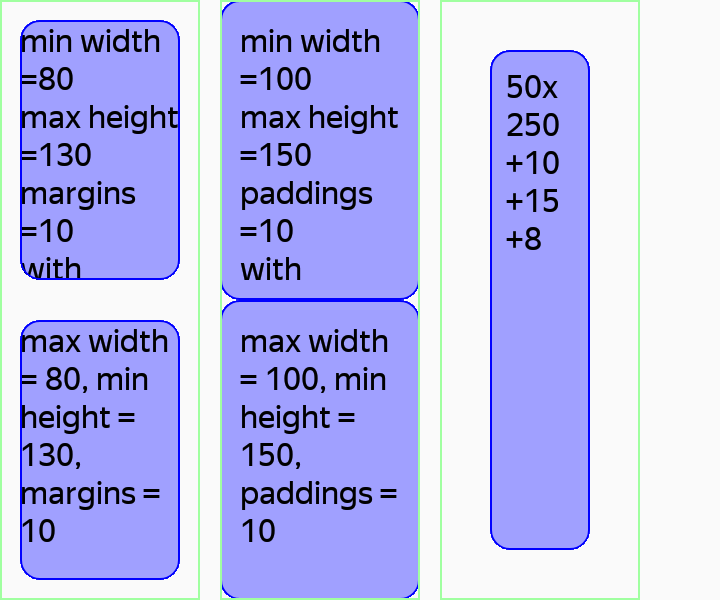 min width
=80
max height
=130
margins
=10
with
max width
= 80, min
height =
130,
margins =
10
min width
=100
max height
=150
paddings
=10
with
max width
= 100, min
height =
150,
paddings =
10
50x
250
+10
+15
+8